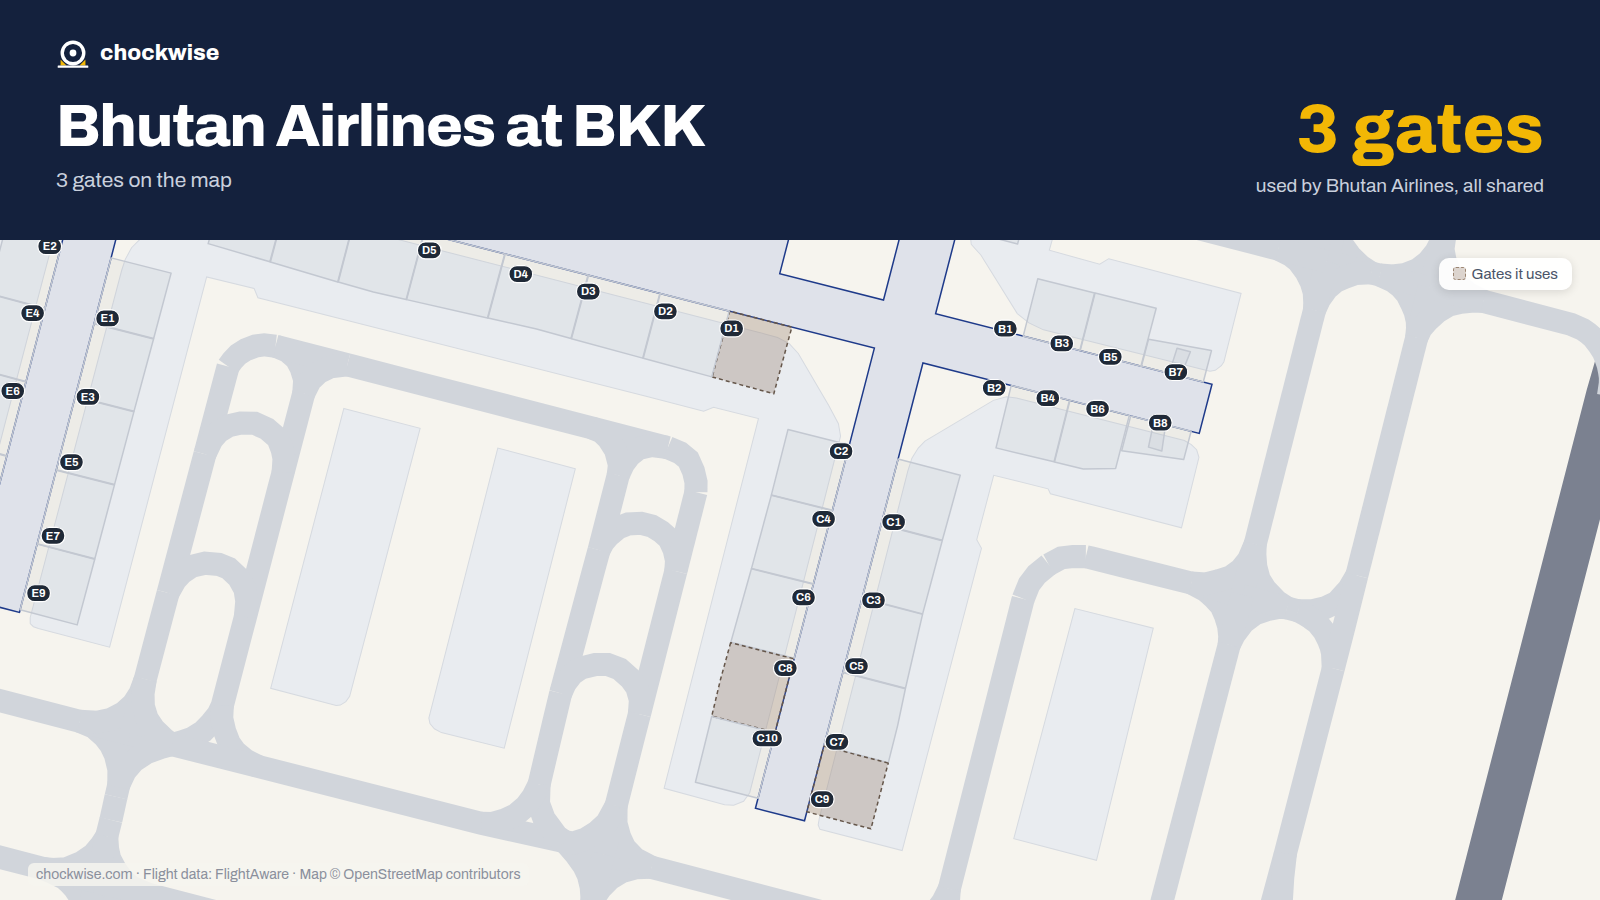 chockwise
Bhutan Airlines at BKK
3 gates on the map
3 gates
used by Bhutan Airlines, all shared
Gates it uses
E2
D5
D4
D3
D2
D1
E4
E1
E6
E3
E5
E7
E9
B1
B3
B5
B7
B2
B4
B6
B8
C2
C4
C1
C6
C3
C8
C5
C10
C7
C9
chockwise.com · Flight data: FlightAware · Map © OpenStreetMap contributors